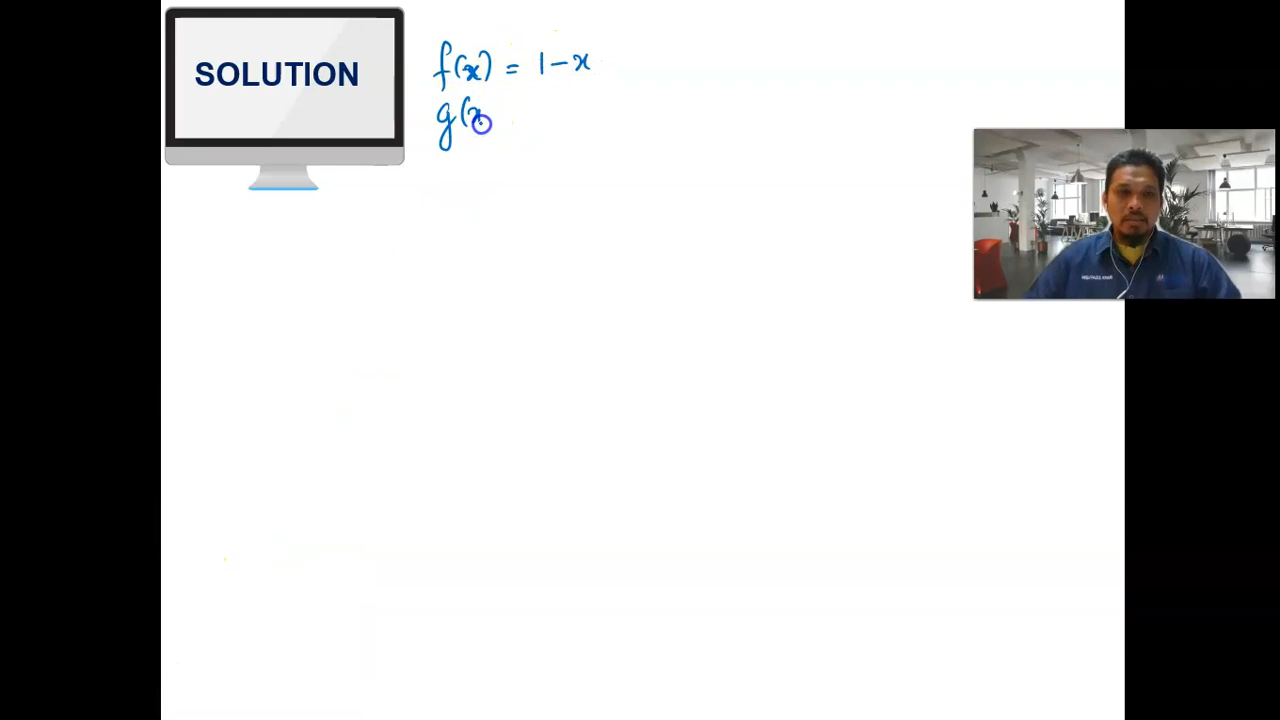 SOLUTION
f(x) = 1 - x
g(x